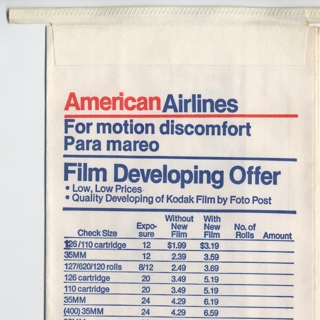 American Airlines
For motion discomfort
Para mareo
Film Developing Offer
• Low, Low Prices
• Quality Developing of Kodak Film by Foto Post
Check Size Expo-sure Without New Film With New Film No. of Rolls Amount
126/110 cartridge 12 $1.99 $3.19
35MM 12 2.39 3.59
127/620/120 rolls 8/12 2.49 3.69
126 cartridge 20 3.49 5.19
110 cartridge 20 3.49 5.19
35MM 24 4.29 6.19
(400) 35MM 24 4.29 6.59